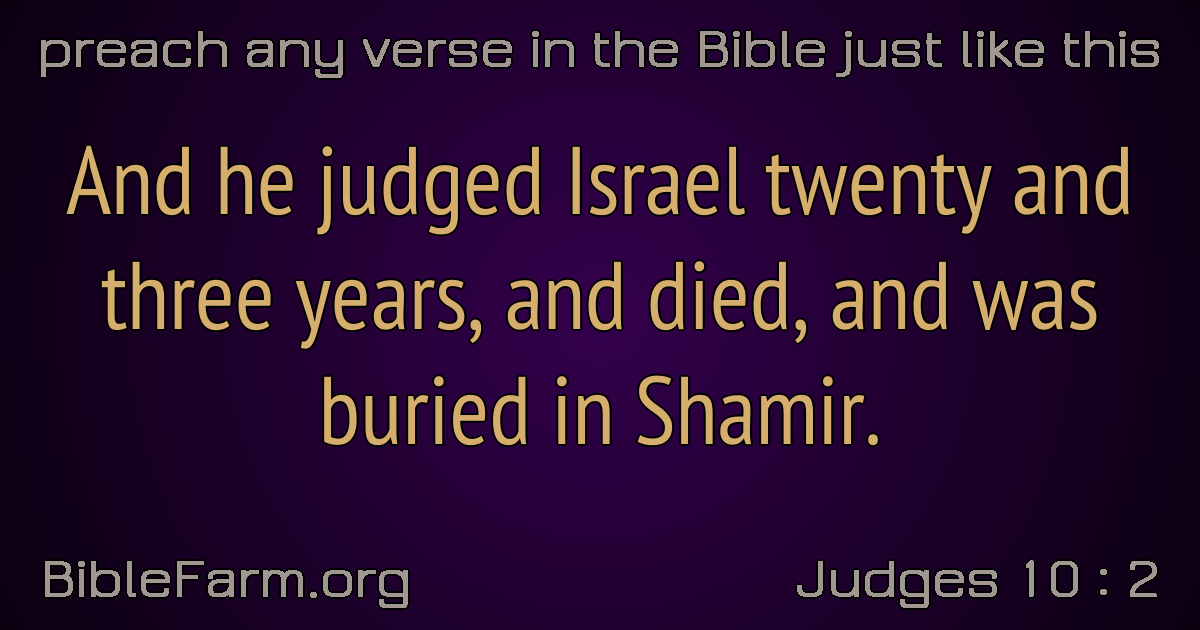 preach any verse in the Bible just like this
And he judged Israel twenty and
three years, and died, and was
buried in Shamir.
BibleFarm.org
Judges 10 : 2